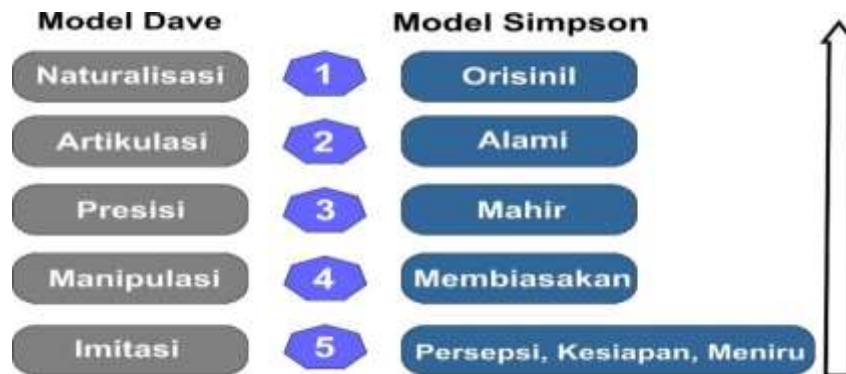 Model Dave Model Simpson
Naturalisasi 1 Orisinil
Artikulasi 2 Alami
Presisi 3 Mahir
Manipulasi 4 Membiasakan
Imitasi 5 Persepsi, Kesiapan, Meniru